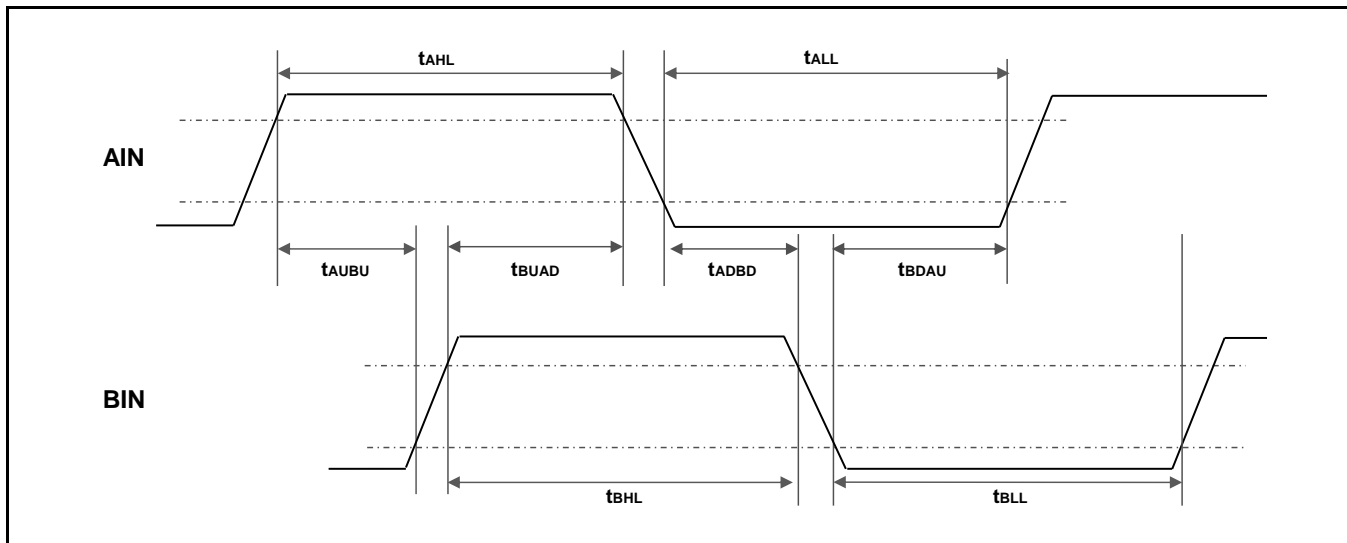 tAHL
tALL
AIN
tAUBU
tBUAD
tADBD
tBDAU
BIN
tBHL
tBLL